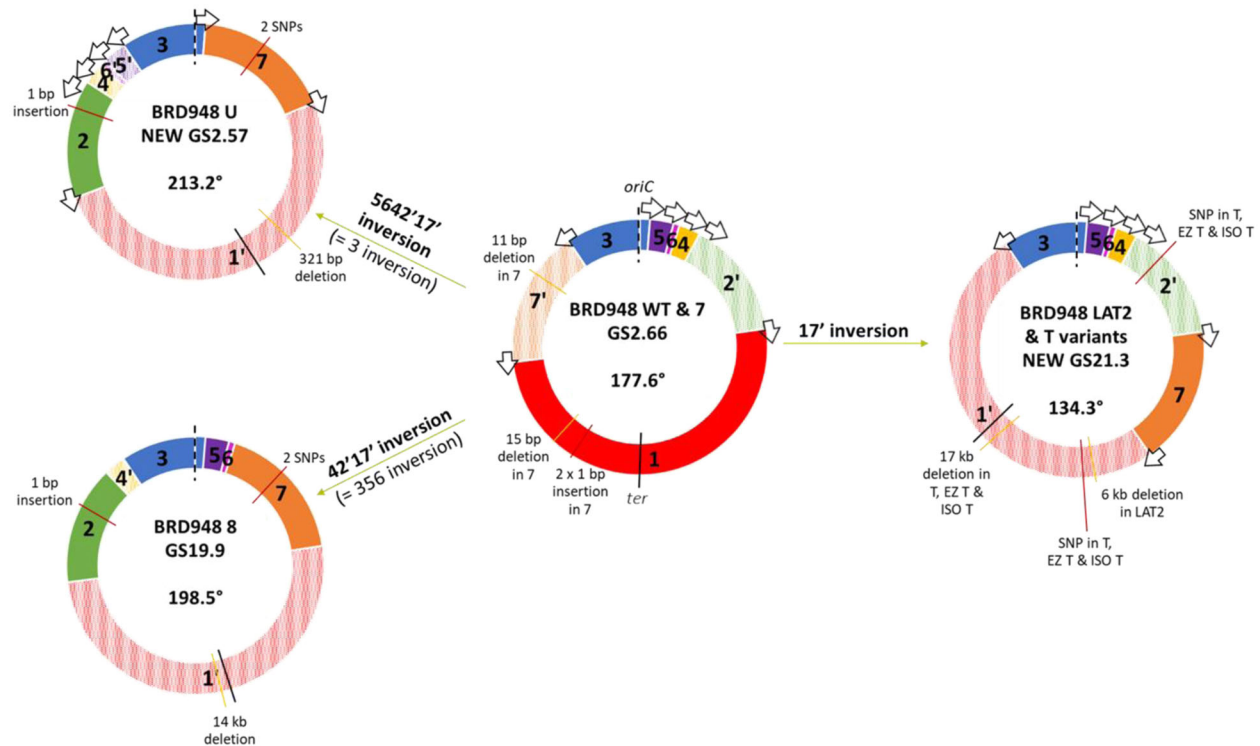 3
7
2 SNPs
5'
6'
4'
1 bp
insertion
2
BRD948 U
NEW GS2.57
213.2°
1'
321 bp
deletion
5642'17'
inversion
(= 3 inversion)
oriC
3
5
6
4
2'
11 bp
deletion
in 7
7'
BRD948 WT & 7
GS2.66
177.6°
15 bp
deletion
in 7
2 x 1 bp
insertion
in 7
1
ter
17' inversion
3
5
6
4
SNP in T,
EZ T & ISO T
2'
BRD948 LAT2
& T variants
NEW GS21.3
134.3°
7
1'
17 kb
deletion in
T, EZ T &
ISO T
6 kb deletion
in LAT2
SNP in T,
EZ T & ISO T
42'17' inversion
(= 356 inversion)
3
5
6
2 SNPs
7
4'
1 bp
insertion
2
BRD948 8
GS19.9
198.5°
1'
14 kb
deletion